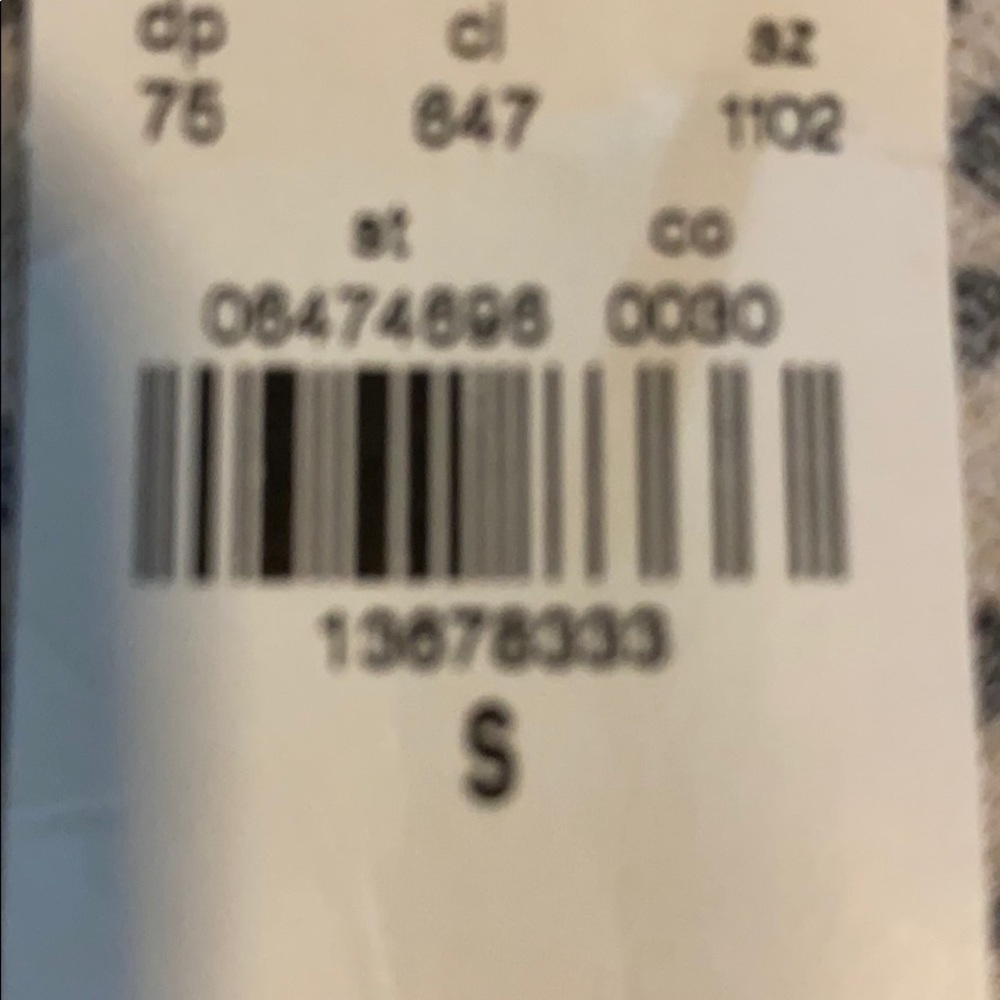 dp cl sz
75 647 1102
st co
06474696 0030
13678333
S